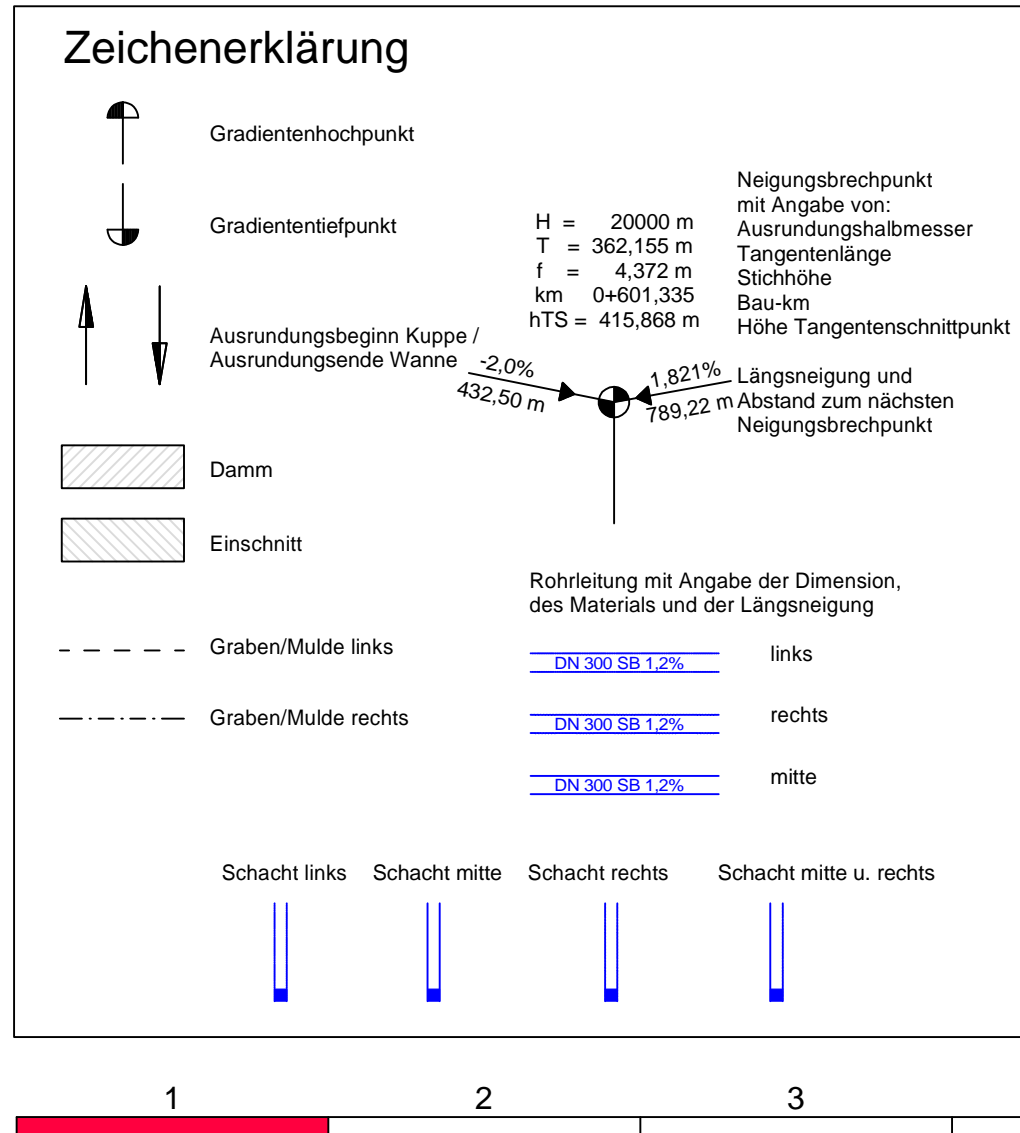 Zeichenerklärung
Gradientenhochpunkt
Gradiententiefpunkt
Ausrundungsbeginn Kuppe /
Ausrundungsende Wanne
Damm
Einschnitt
Graben/Mulde links
Graben/Mulde rechts
H = 20000 m
T = 362,155 m
f = 4,372 m
km 0+601,335
hTS = 415,868 m
Neigungsbrechpunkt
mit Angabe von:
Ausrundungshalbmesser
Tangentenlänge
Stichhöhe
Bau-km
Höhe Tangentenschnittpunkt
-2,0%
432,50 m
1,821%
789,22 m
Längsneigung und
Abstand zum nächsten
Neigungsbrechpunkt
Rohrleitung mit Angabe der Dimension,
des Materials und der Längsneigung
DN 300 SB 1,2% links
DN 300 SB 1,2% rechts
DN 300 SB 1,2% mitte
Schacht links Schacht mitte Schacht rechts Schacht mitte u. rechts
1 2 3